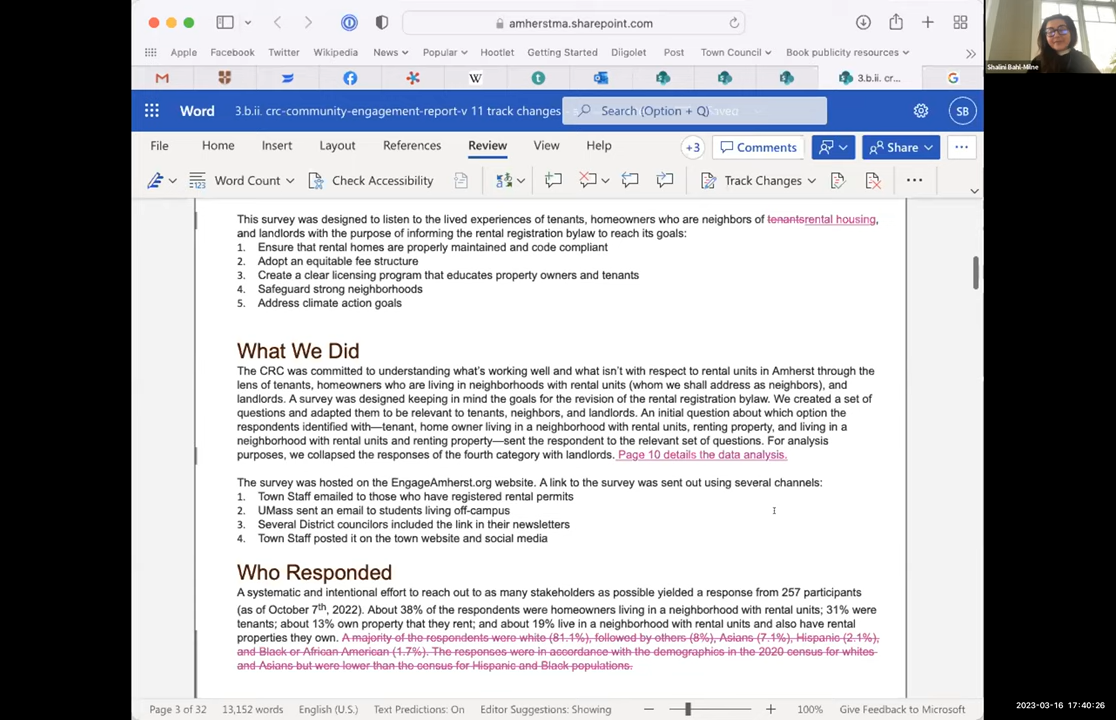 amherstma.sharepoint.com
Apple Facebook Twitter Wikipedia News Popular Hootlet Getting Started Diigolet Post Town Council Book publicity resources
3.b.ii. crc...
Word 3.b.ii. crc-community-engagement-report-v 11 track changes Search (Option + Q) SB
File Home Insert Layout References Review View Help +3 Comments Share
Word Count Check Accessibility Track Changes
This survey was designed to listen to the lived experiences of tenants, homeowners who are neighbors of tenantsrental housing,
and landlords with the purpose of informing the rental registration bylaw to reach its goals:
1. Ensure that rental homes are properly maintained and code compliant
2. Adopt an equitable fee structure
3. Create a clear licensing program that educates property owners and tenants
4. Safeguard strong neighborhoods
5. Address climate action goals
What We Did
The CRC was committed to understanding what's working well and what isn't with respect to rental units in Amherst through the
lens of tenants, homeowners who are living in neighborhoods with rental units (whom we shall address as neighbors), and
landlords. A survey was designed keeping in mind the goals for the revision of the rental registration bylaw. We created a set of
questions and adapted them to be relevant to tenants, neighbors, and landlords. An initial question about which option the
respondents identified with—tenant, home owner living in a neighborhood with rental units, renting property, and living in a
neighborhood with rental units and renting property—sent the respondent to the relevant set of questions. For analysis
purposes, we collapsed the responses of the fourth category with landlords. Page 10 details the data analysis.
The survey was hosted on the EngageAmherst.org website. A link to the survey was sent out using several channels:
1. Town Staff emailed to those who have registered rental permits
2. UMass sent an email to students living off-campus
3. Several District councilors included the link in their newsletters
4. Town Staff posted it on the town website and social media
Who Responded
A systematic and intentional effort to reach out to as many stakeholders as possible yielded a response from 257 participants
(as of October 7th, 2022). About 38% of the respondents were homeowners living in a neighborhood with rental units; 31% were
tenants; about 13% own property that they rent; and about 19% live in a neighborhood with rental units and also have rental
properties they own. A majority of the respondents were white (81.1%), followed by others (8%), Asians (7.1%), Hispanic (2.1%),
and Black or African American (1.7%). The responses were in accordance with the demographics in the 2020 census for whites
and Asians but were lower than the census for Hispanic and Black populations.
Page 3 of 32 13,152 words English (U.S.) Text Predictions: On Editor Suggestions: Showing 100% Give Feedback to Microsoft
Shalini Bahl-Milne
2023-03-16 17:40:26